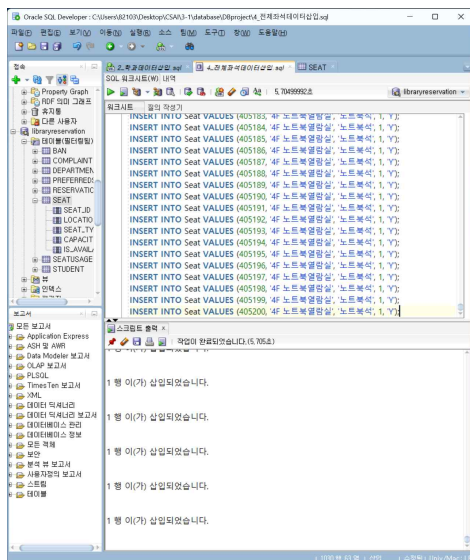 Oracle SQL Developer : C:\Users\82103\Desktop\CSAI\3-1\database\DBproject\4_전체좌석데이터삽입.sql
파일(F) 편집(E) 보기(V) 이동(N) 실행(R) 소스 팀(M) 도구(T) 창(W) 도움말(H)
접속
Property Graph
RDF 의미 그래프
휴지통
다른 사용자
libraryreservation
테이블(필터링됨)
BAN
COMPLAINT
DEPARTMEN
PREFERREDS
RESERVATIC
SEAT
SEAT_ID
LOCATIO
SEAT_TY
CAPACIT
IS_AVAIL
SEATUSAGE
STUDENT
뷰
인덱스
보고서
모든 보고서
Application Express
ASH 및 AWR
Data Modeler 보고서
OLAP 보고서
PLSQL
TimesTen 보고서
XML
데이터 딕셔너리
데이터 딕셔너리 보고서
데이터베이스 관리
데이터베이스 정보
모든 객체
보안
분석 뷰 보고서
사용자정의 보고서
스트림
테이블
2_학과데이터삽입.sql 4_전체좌석데이터삽입.sql SEAT
SQL 워크시트(W) 내역
5.70499992초 libraryreservation
워크시트 질의 작성기
INSERT INTO Seat VALUES (405183, '4F 노트북열람실', '노트북석', 1, 'Y');
INSERT INTO Seat VALUES (405184, '4F 노트북열람실', '노트북석', 1, 'Y');
INSERT INTO Seat VALUES (405185, '4F 노트북열람실', '노트북석', 1, 'Y');
INSERT INTO Seat VALUES (405186, '4F 노트북열람실', '노트북석', 1, 'Y');
INSERT INTO Seat VALUES (405187, '4F 노트북열람실', '노트북석', 1, 'Y');
INSERT INTO Seat VALUES (405188, '4F 노트북열람실', '노트북석', 1, 'Y');
INSERT INTO Seat VALUES (405189, '4F 노트북열람실', '노트북석', 1, 'Y');
INSERT INTO Seat VALUES (405190, '4F 노트북열람실', '노트북석', 1, 'Y');
INSERT INTO Seat VALUES (405191, '4F 노트북열람실', '노트북석', 1, 'Y');
INSERT INTO Seat VALUES (405192, '4F 노트북열람실', '노트북석', 1, 'Y');
INSERT INTO Seat VALUES (405193, '4F 노트북열람실', '노트북석', 1, 'Y');
INSERT INTO Seat VALUES (405194, '4F 노트북열람실', '노트북석', 1, 'Y');
INSERT INTO Seat VALUES (405195, '4F 노트북열람실', '노트북석', 1, 'Y');
INSERT INTO Seat VALUES (405196, '4F 노트북열람실', '노트북석', 1, 'Y');
INSERT INTO Seat VALUES (405197, '4F 노트북열람실', '노트북석', 1, 'Y');
INSERT INTO Seat VALUES (405198, '4F 노트북열람실', '노트북석', 1, 'Y');
INSERT INTO Seat VALUES (405199, '4F 노트북열람실', '노트북석', 1, 'Y');
INSERT INTO Seat VALUES (405200, '4F 노트북열람실', '노트북석', 1, 'Y');
스크립트 출력
작업이 완료되었습니다.(5.705초)
1 행 이(가) 삽입되었습니다.
1 행 이(가) 삽입되었습니다.
1 행 이(가) 삽입되었습니다.
1 행 이(가) 삽입되었습니다.
1 행 이(가) 삽입되었습니다.
1 행 이(가) 삽입되었습니다.